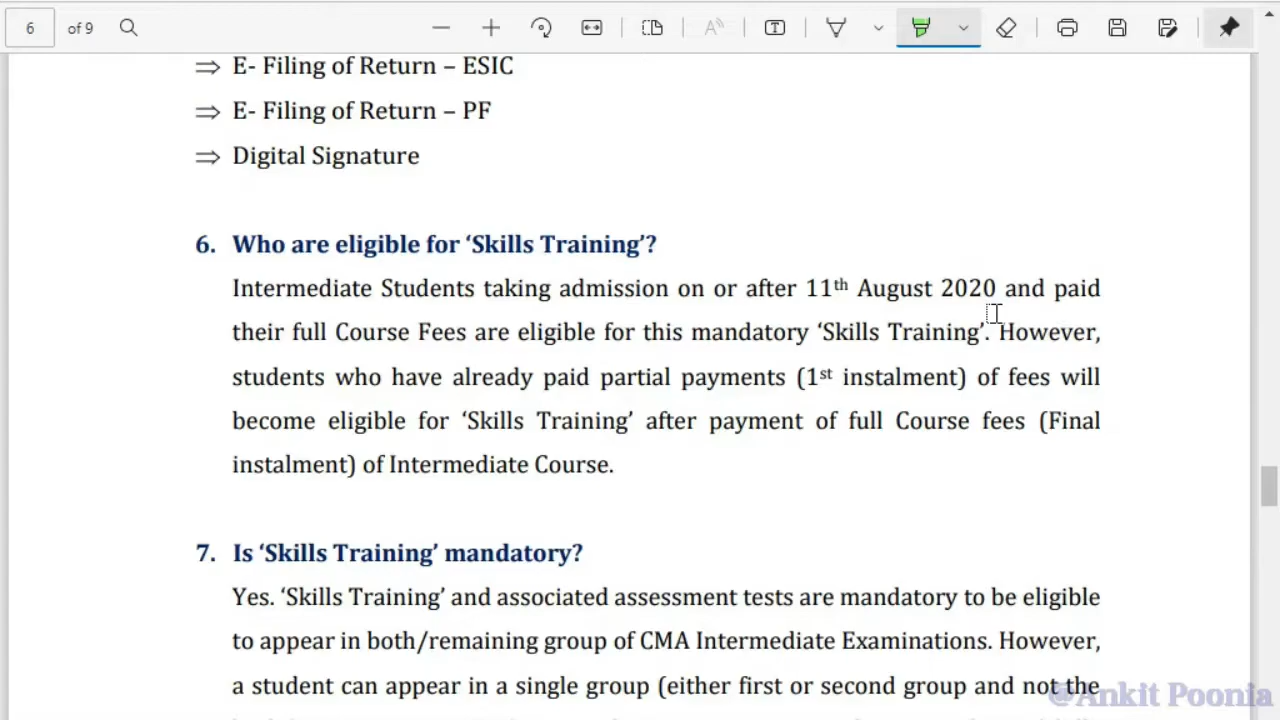 6 of 9
⇒ E- Filing of Return – ESIC
⇒ E- Filing of Return – PF
⇒ Digital Signature
6. Who are eligible for ‘Skills Training’?
Intermediate Students taking admission on or after 11th August 2020 and paid
their full Course Fees are eligible for this mandatory ‘Skills Training’. However,
students who have already paid partial payments (1st instalment) of fees will
become eligible for ‘Skills Training’ after payment of full Course fees (Final
instalment) of Intermediate Course.
7. Is ‘Skills Training’ mandatory?
Yes. ‘Skills Training’ and associated assessment tests are mandatory to be eligible
to appear in both/remaining group of CMA Intermediate Examinations. However,
a student can appear in a single group (either first or second group and not the
@Ankit Poonia